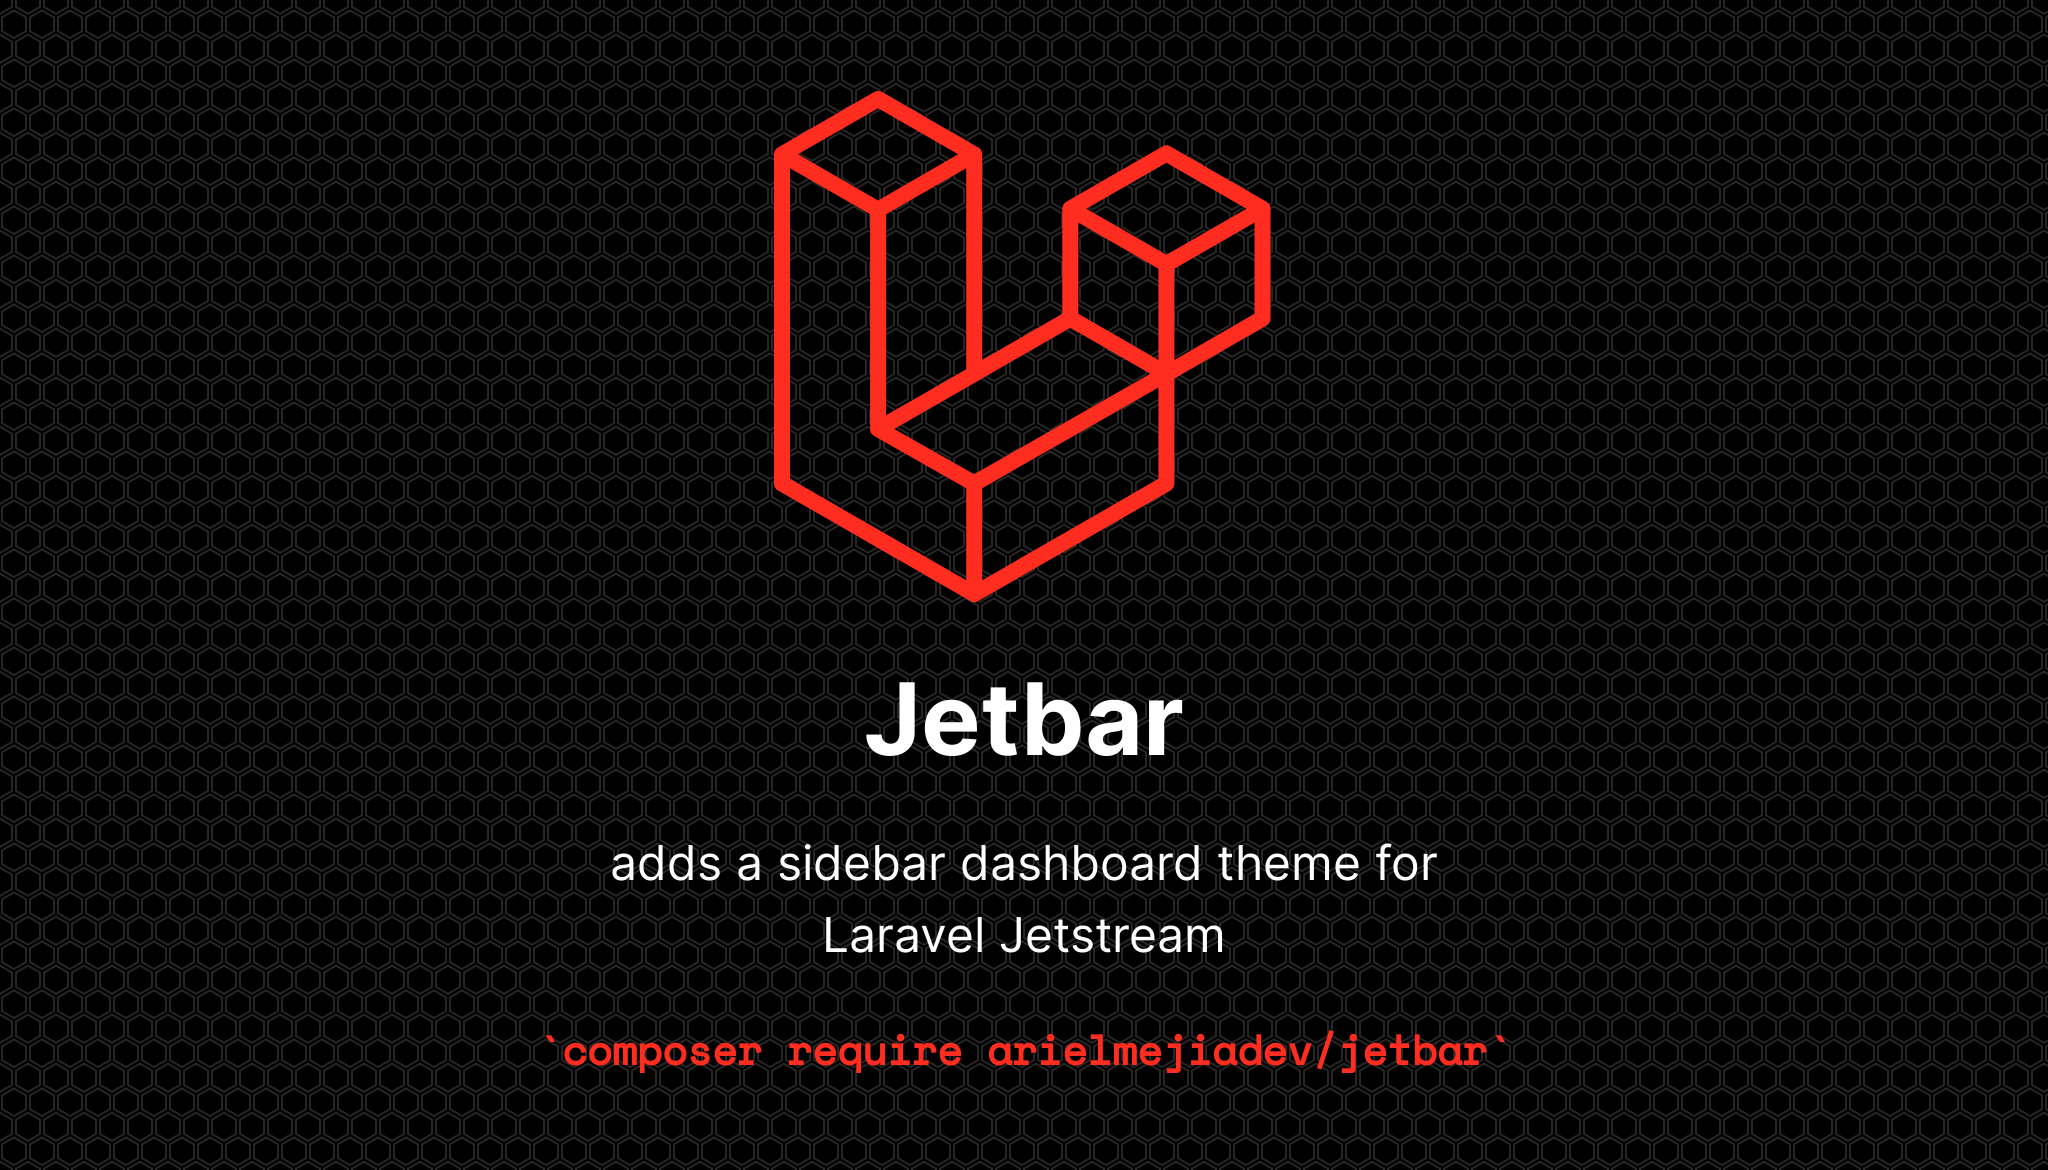 Jetbar
adds a sidebar dashboard theme for
Laravel Jetstream
`composer require arielmejiadev/jetbar`